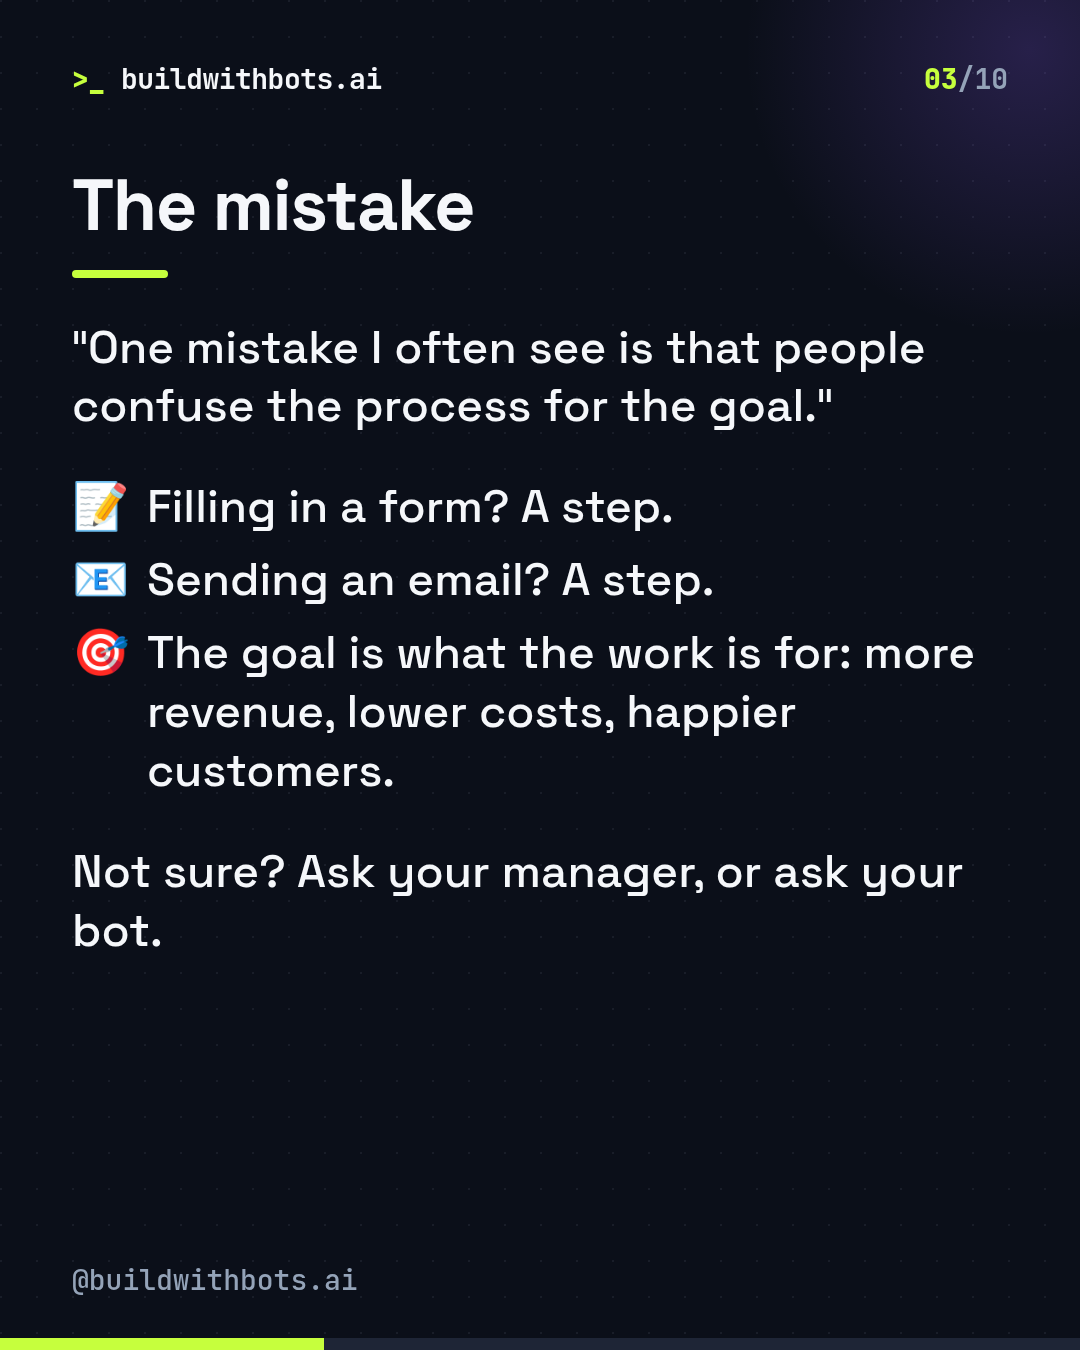 >_ buildwithbots.ai
03/10
The mistake
"One mistake I often see is that people
confuse the process for the goal."
📝 Filling in a form? A step.
📧 Sending an email? A step.
🎯 The goal is what the work is for: more
revenue, lower costs, happier
customers.
Not sure? Ask your manager, or ask your
bot.
@buildwithbots.ai